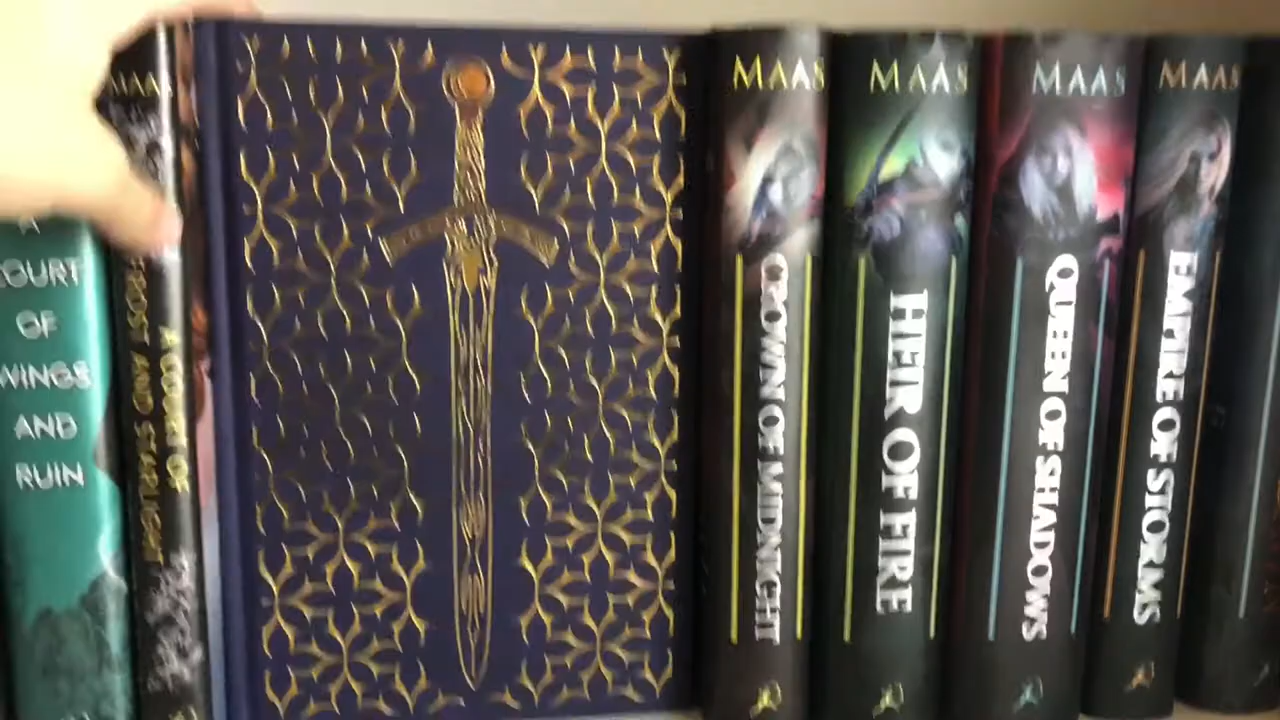 A
COURT
OF
WINGS
AND
RUIN
MAAS
A COURT OF
FROST AND STARLIGHT
MAAS
CROWN OF MIDNIGHT
MAAS
HEIR OF FIRE
MAAS
QUEEN OF SHADOWS
MAAS
EMPIRE OF STORMS